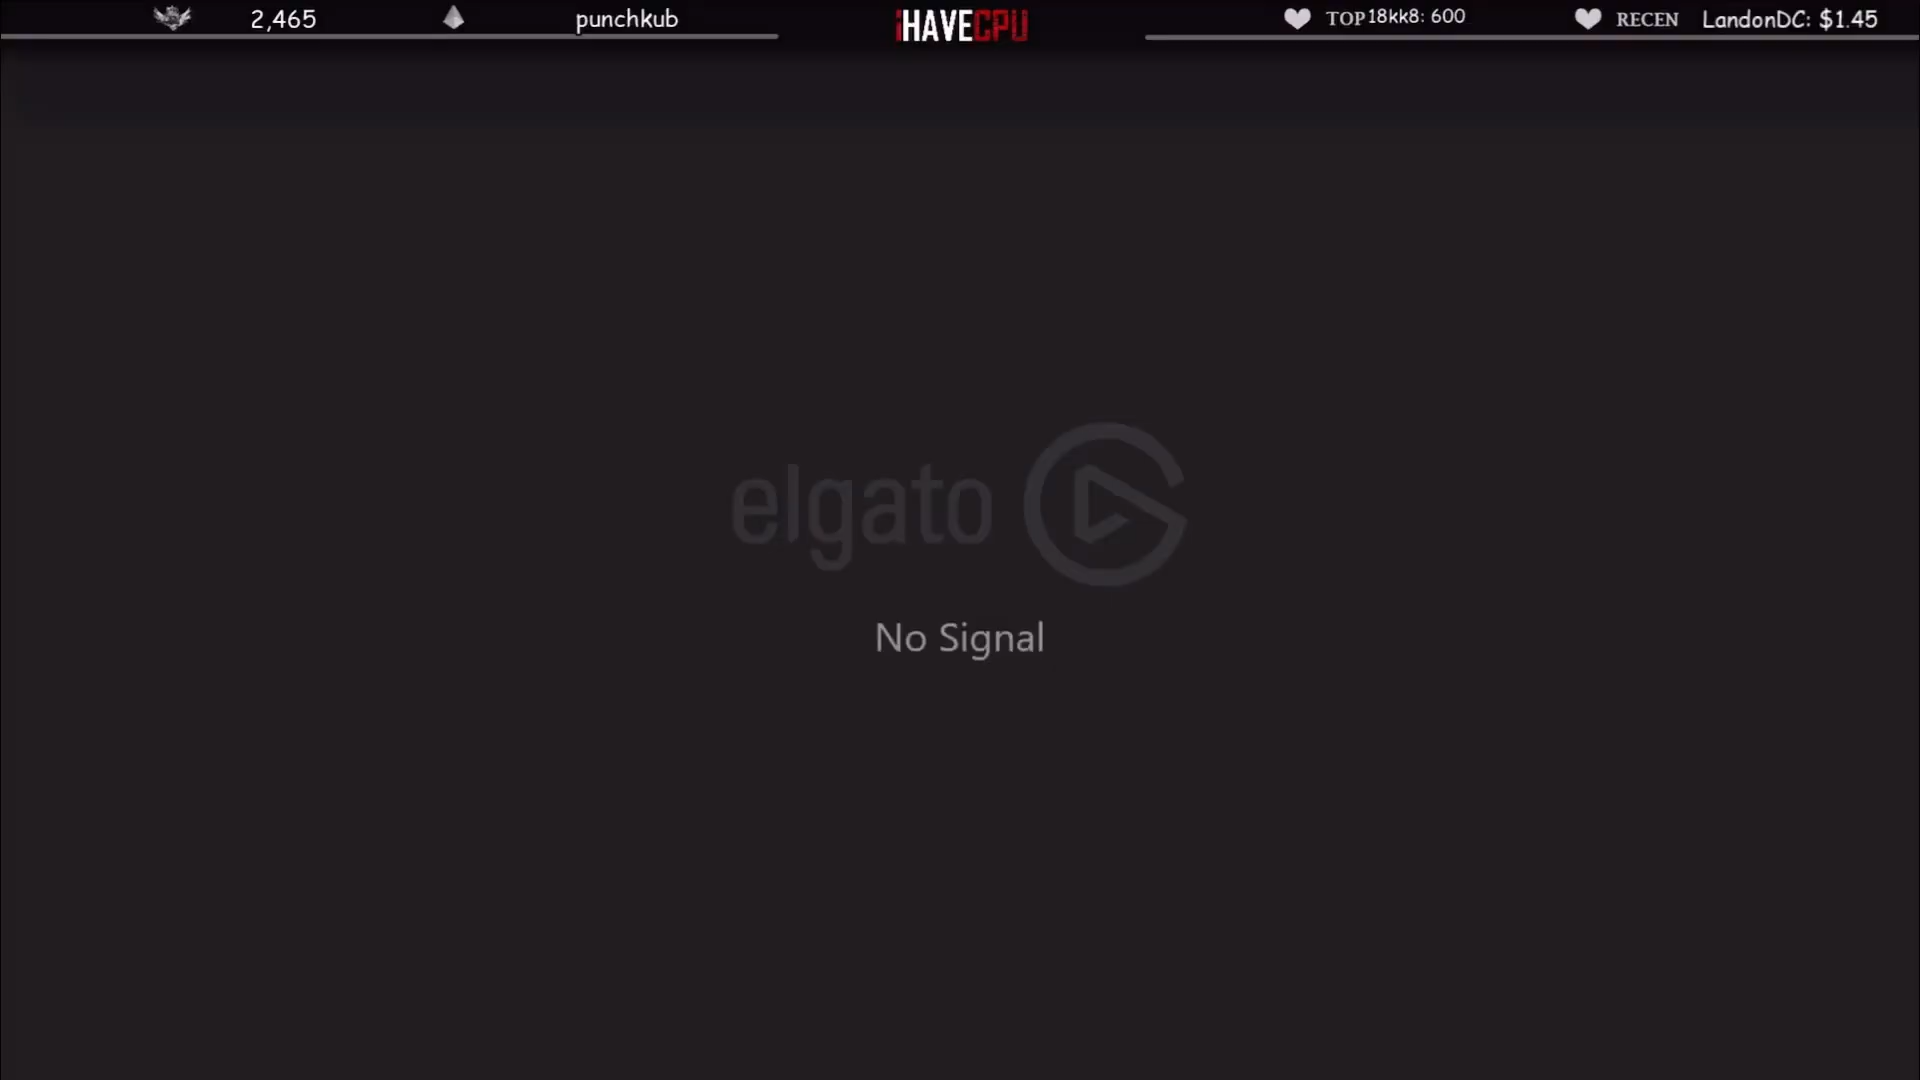 2,465
punchkub
iHAVECPU
TOP 18kk8: 600
RECEN LandonDC: $1.45
elgato
No Signal